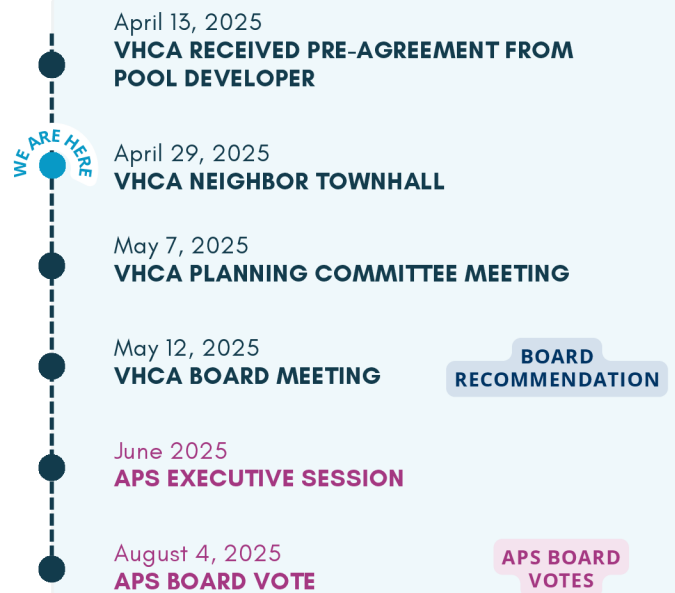 April 13, 2025
VHCA RECEIVED PRE-AGREEMENT FROM
POOL DEVELOPER
WE ARE HERE
April 29, 2025
VHCA NEIGHBOR TOWNHALL
May 7, 2025
VHCA PLANNING COMMITTEE MEETING
May 12, 2025
VHCA BOARD MEETING
BOARD
RECOMMENDATION
June 2025
APS EXECUTIVE SESSION
August 4, 2025
APS BOARD VOTE
APS BOARD
VOTES